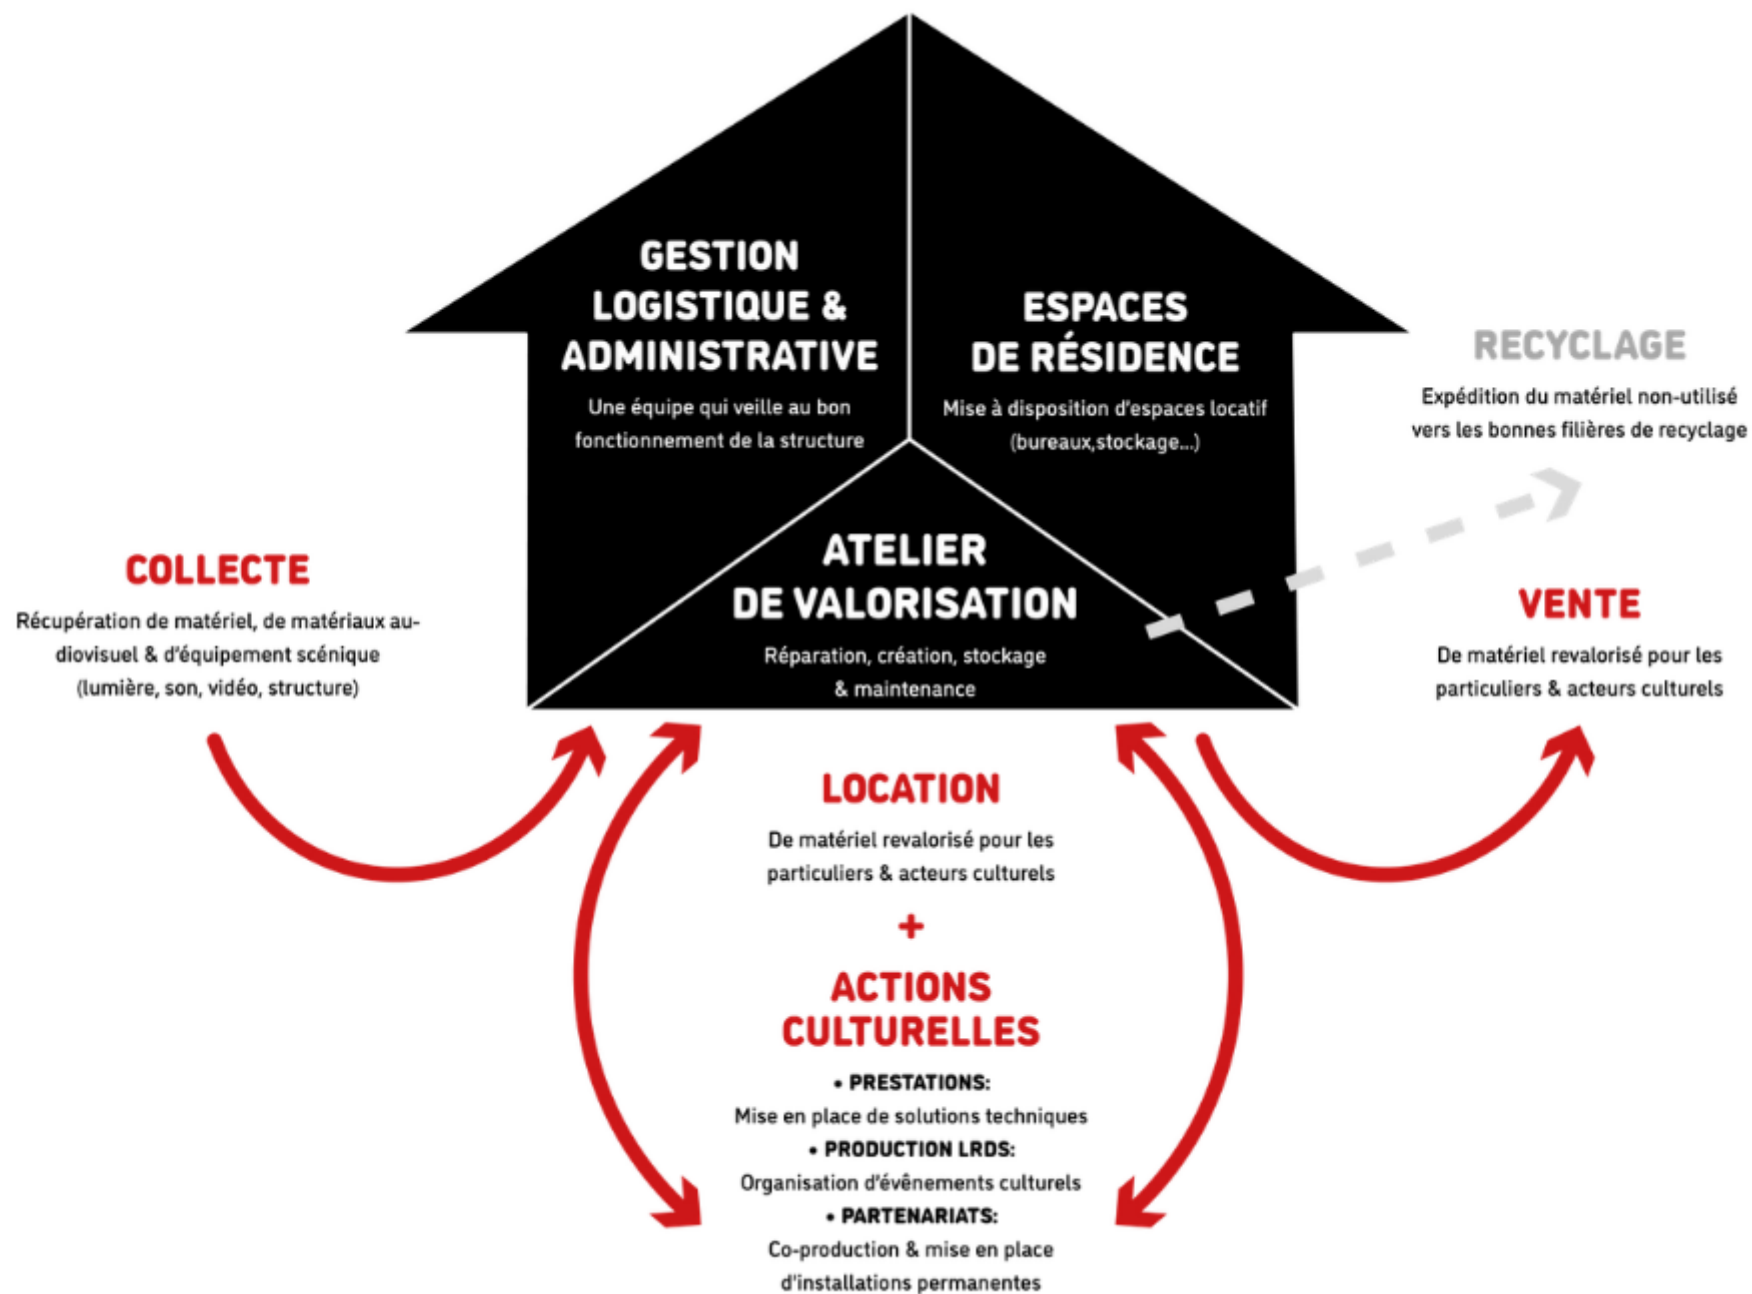 GESTION
LOGISTIQUE &
ADMINISTRATIVE
Une équipe qui veille au bon
fonctionnement de la structure
ESPACES
DE RÉSIDENCE
Mise à disposition d'espaces locatif
(bureaux,stockage...)
RECYCLAGE
Expédition du matériel non-utilisé
vers les bonnes filières de recyclage
COLLECTE
Récupération de matériel, de matériaux au-
diovisuel & d'équipement scénique
(lumière, son, vidéo, structure)
ATELIER
DE VALORISATION
Réparation, création, stockage
& maintenance
VENTE
De matériel revalorisé pour les
particuliers & acteurs culturels
LOCATION
De matériel revalorisé pour les
particuliers & acteurs culturels
+
ACTIONS
CULTURELLES
• PRESTATIONS:
Mise en place de solutions techniques
• PRODUCTION LRDS:
Organisation d'évênements culturels
• PARTENARIATS:
Co-production & mise en place
d'installations permanentes